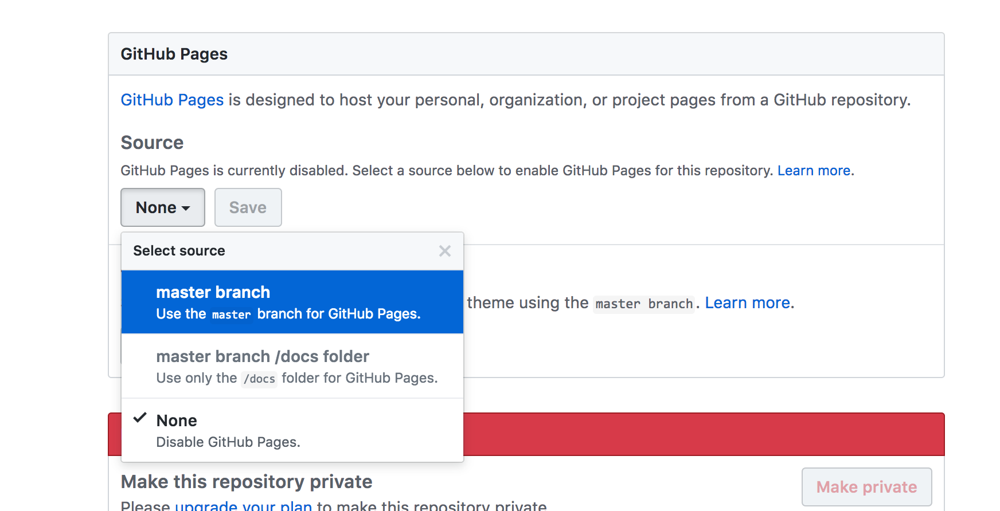 GitHub Pages
GitHub Pages is designed to host your personal, organization, or project pages from a GitHub repository.
Source
GitHub Pages is currently disabled. Select a source below to enable GitHub Pages for this repository. Learn more.
None Save
Select source
master branch
Use the master branch for GitHub Pages.
theme using the master branch. Learn more.
master branch /docs folder
Use only the /docs folder for GitHub Pages.
None
Disable GitHub Pages.
Make this repository private
Make private
Please upgrade your plan to make this repository private